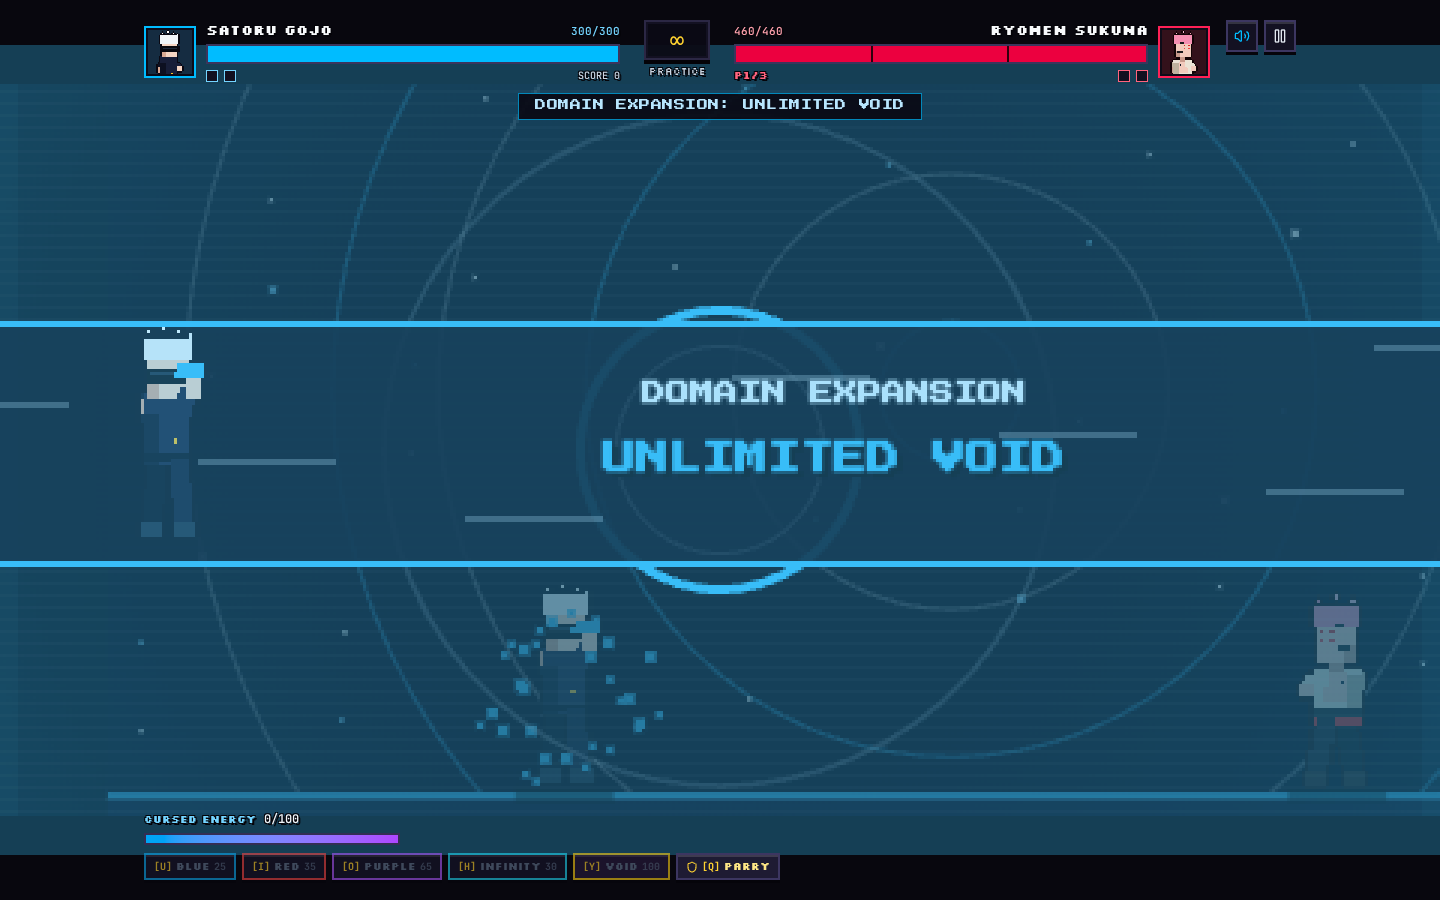 SATORU GOJO
300/300
∞
460/460
RYOMEN SUKUNA
SCORE 0
PRACTICE
P1/3
DOMAIN EXPANSION: UNLIMITED VOID
DOMAIN EXPANSION
UNLIMITED VOID
CURSED ENERGY 0/100
[U] BLUE 25
[I] RED 35
[O] PURPLE 65
[H] INFINITY 30
[Y] VOID 100
[Q] PARRY